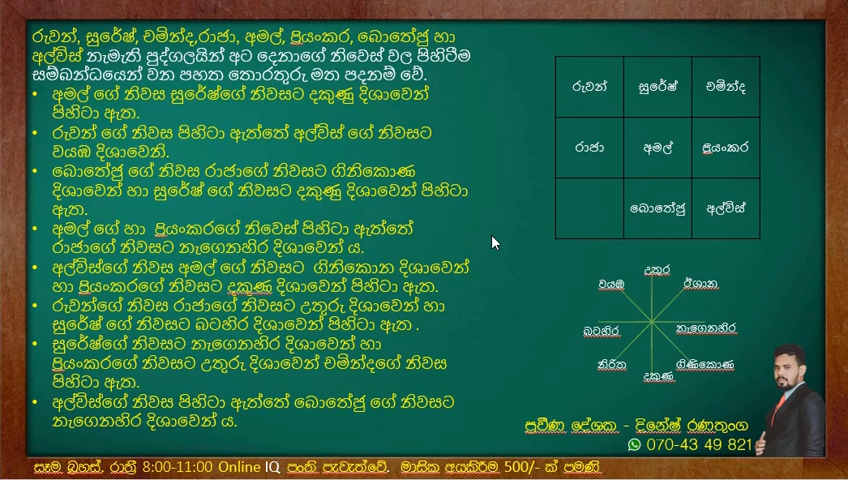 රුවන්, සුරේෂ්, චමින්ද,රාජා, අමල්, ප්‍රියංකර, බොතේජු හා
අල්විස් නැමැති පුද්ගලයින් අට දෙනාගේ නිවෙස් වල පිහිටීම
සම්බන්ධයෙන් වන පහත තොරතුරු මත පදනම් වේ.
• අමල් ගේ නිවස සුරේෂ්ගේ නිවසට දකුණු දිශාවෙන්
පිහිටා ඇත.
• රුවන් ගේ නිවස පිහිටා ඇත්තේ අල්විස් ගේ නිවසට
වයඹ දිශාවෙනි.
• බොතේජු ගේ නිවස රාජාගේ නිවසට ගිනිකොණ
දිශාවෙන් හා සුරේෂ් ගේ නිවසට දකුණු දිශාවෙන් පිහිටා
ඇත.
• අමල් ගේ හා ප්‍රියංකරගේ නිවෙස් පිහිටා ඇත්තේ
රාජාගේ නිවසට නැගෙනහිර දිශාවෙන් ය.
• අල්විස්ගේ නිවස අමල් ගේ නිවසට ගිනිකොන දිශාවෙන්
හා ප්‍රියංකරගේ නිවසට දකුණ දිශාවෙන් පිහිටා ඇත.
• රුවන්ගේ නිවස රාජාගේ නිවසට උතුරු දිශාවෙන් හා
සුරේෂ් ගේ නිවසට බටහිර දිශාවෙන් පිහිටා ඇත .
• සුරේෂ්ගේ නිවසට නැගෙනහිර දිශාවෙන් හා
ප්‍රියංකරගේ නිවසට උතුරු දිශාවෙන් චමින්දගේ නිවස
පිහිටා ඇත.
• අල්විස්ගේ නිවස පිහිටා ඇත්තේ බොතේජු ගේ නිවසට
නැගෙනහිර දිශාවෙන් ය.
රුවන් සුරේෂ් චමින්ද
රාජා අමල් ප්‍රියංකර
බොතේජු අල්විස්
උතුර
වයඹ ඊශාන
බටහිර නැගෙනහිර
නිරිත ගිණිකොණ
දකුණ
ප්‍රවීණ දේශක - දිනේෂ් රණතුංග
070-43 49 821
සෑම බ්‍රහස්, රාත්‍රී 8:00-11:00 Online IQ පංති පැවැත්වේ. මාසික අයකිරීම 500/- ක් පමණි